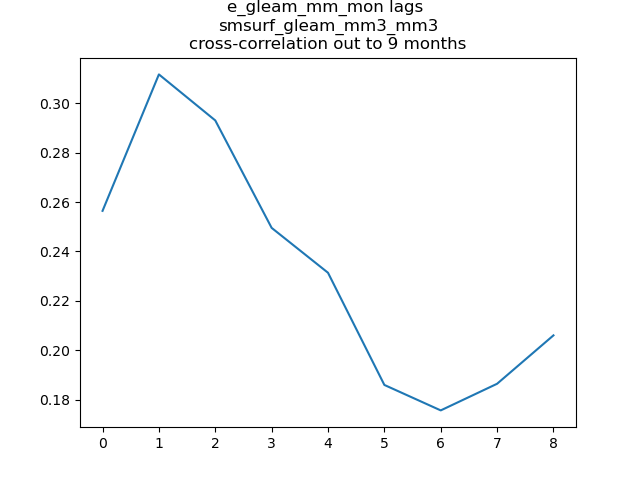 e_gleam_mm_mon lags
smsurf_gleam_mm3_mm3
cross-correlation out to 9 months
0.30
0.28
0.26
0.24
0.22
0.20
0.18
0 1 2 3 4 5 6 7 8